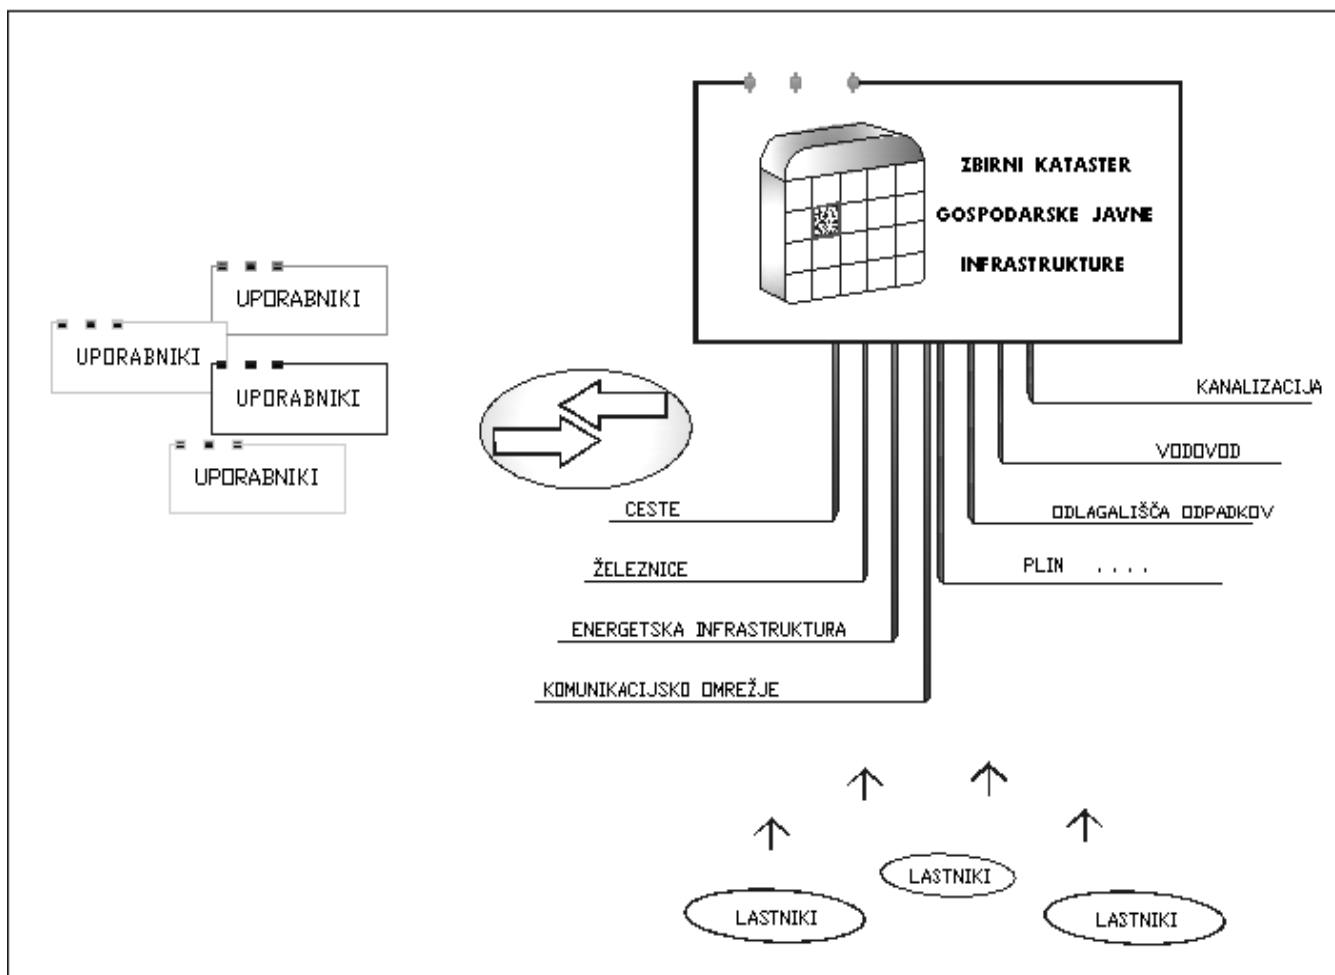 ZBIRNI KATASTER
GOSPODARSKE JAVNE
INFRASTRUKTURE
UPORABNIKI
UPORABNIKI
UPORABNIKI
UPORABNIKI
KANALIZACIJA
VODOVOD
CESTE
ODLAGALIŠČA ODPADKOV
ŽELEZNICE
PLIN . . . .
ENERGETSKA INFRASTRUKTURA
KOMUNIKACIJSKO OMREŽJE
LASTNIKI
LASTNIKI
LASTNIKI